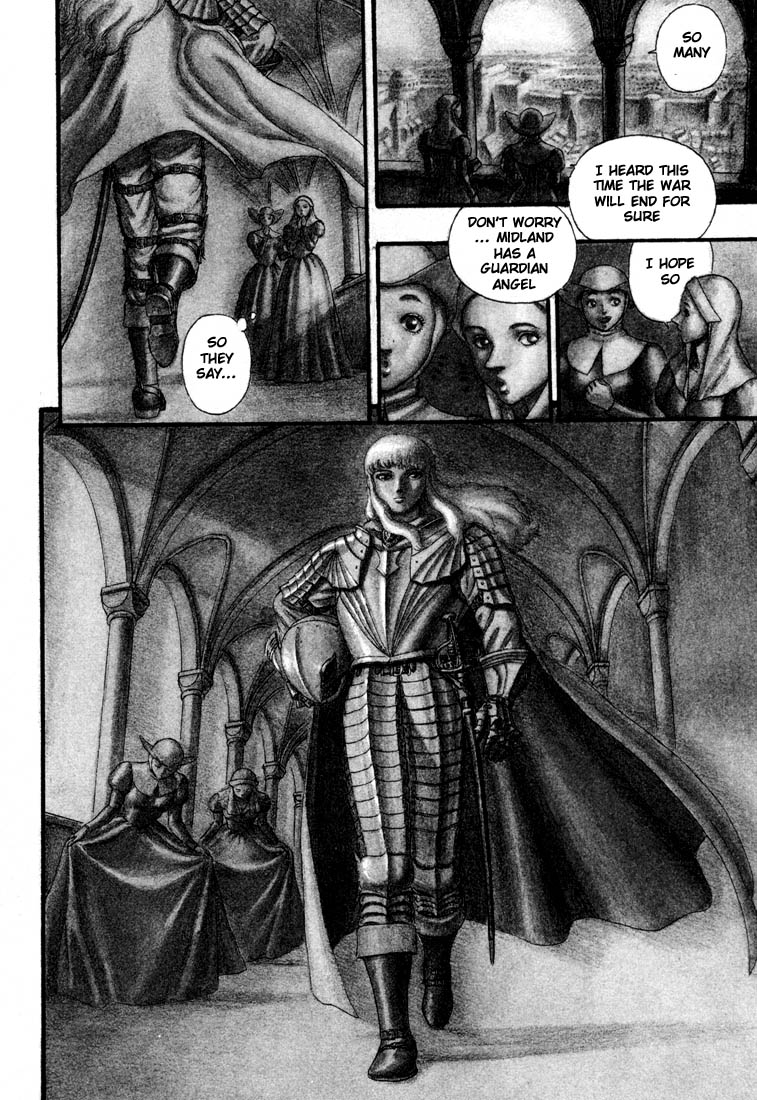 SO
MANY
I HEARD THIS
TIME THE WAR
WILL END FOR
SURE
I HOPE
SO
DON'T WORRY
... MIDLAND
HAS A
GUARDIAN
ANGEL
SO
THEY
SAY...